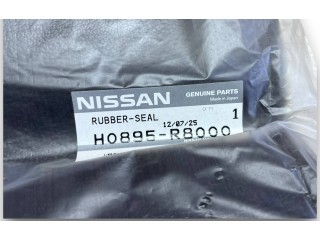 NISSAN
GENUINE PARTS
Made in Japan
RUBBER-SEAL
12/07/25
1
H0895-R8000